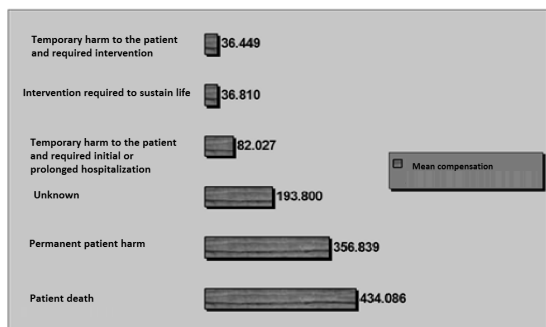 Temporary harm to the patient
and required intervention
36.449
Intervention required to sustain life
36.810
Temporary harm to the patient
and required initial or
prolonged hospitalization
82.027
Mean compensation
Unknown
193.800
Permanent patient harm
356.839
Patient death
434.086